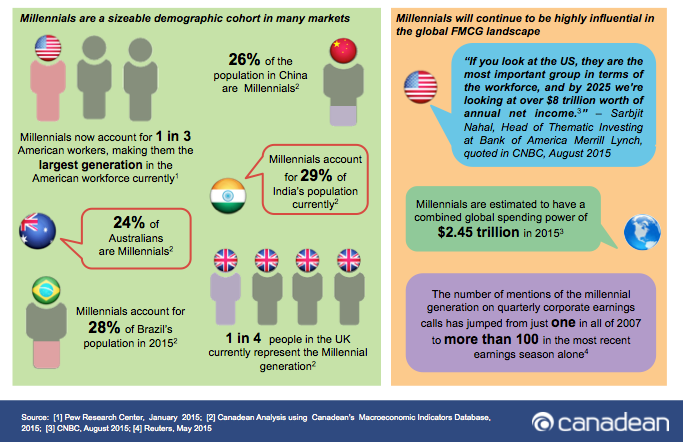 Millennials are a sizeable demographic cohort in many markets
26% of the
population in China
are Millennials2
Millennials now account for 1 in 3
American workers, making them the
largest generation in the
American workforce currently1
Millennials account
for 29% of
India's population
currently2
24% of
Australians
are Millennials2
Millennials account for
28% of Brazil's
population in 20152
1 in 4 people in the UK
currently represent the Millennial
generation2
Millennials will continue to be highly influential in
the global FMCG landscape
"If you look at the US, they are the
most important group in terms of
the workforce, and by 2025 we're
looking at over $8 trillion worth of
annual net income.3" – Sarbjit
Nahal, Head of Thematic Investing
at Bank of America Merrill Lynch,
quoted in CNBC, August 2015
Millennials are estimated to have a
combined global spending power of
$2.45 trillion in 20153
The number of mentions of the millennial
generation on quarterly corporate earnings
calls has jumped from just one in all of 2007
to more than 100 in the most recent
earnings season alone4
Source: [1] Pew Research Center, January 2015; [2] Canadean Analysis using Canadean's Macroeconomic Indicators Database,
2015; [3] CNBC, August 2015; [4] Reuters, May 2015
canadean